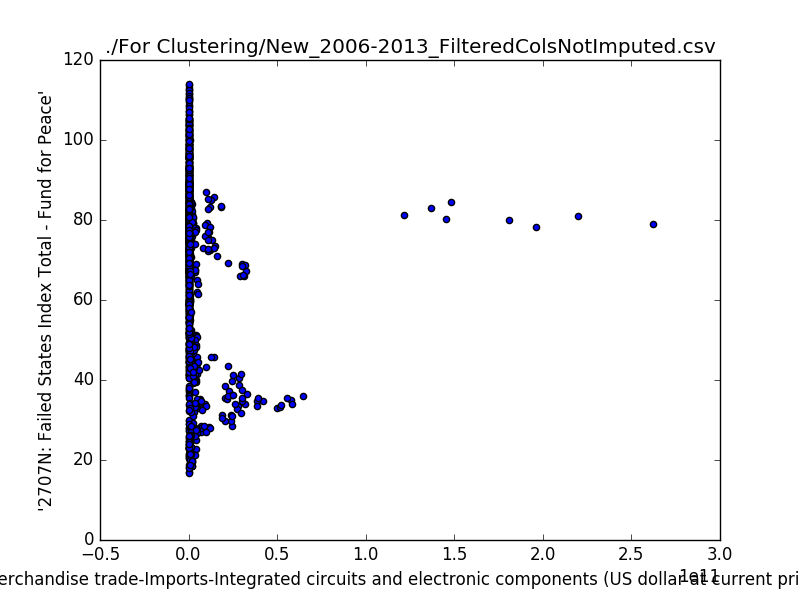 ./For Clustering/New_2006-2013_FilteredColsNotImputed.csv
'2707N: Failed States Index Total - Fund for Peace'
120
100
80
60
40
20
0
−0.5 0.0 0.5 1.0 1.5 2.0 2.5 3.0
1e11
erchandise trade-Imports-Integrated circuits and electronic components (US dollar at current pri